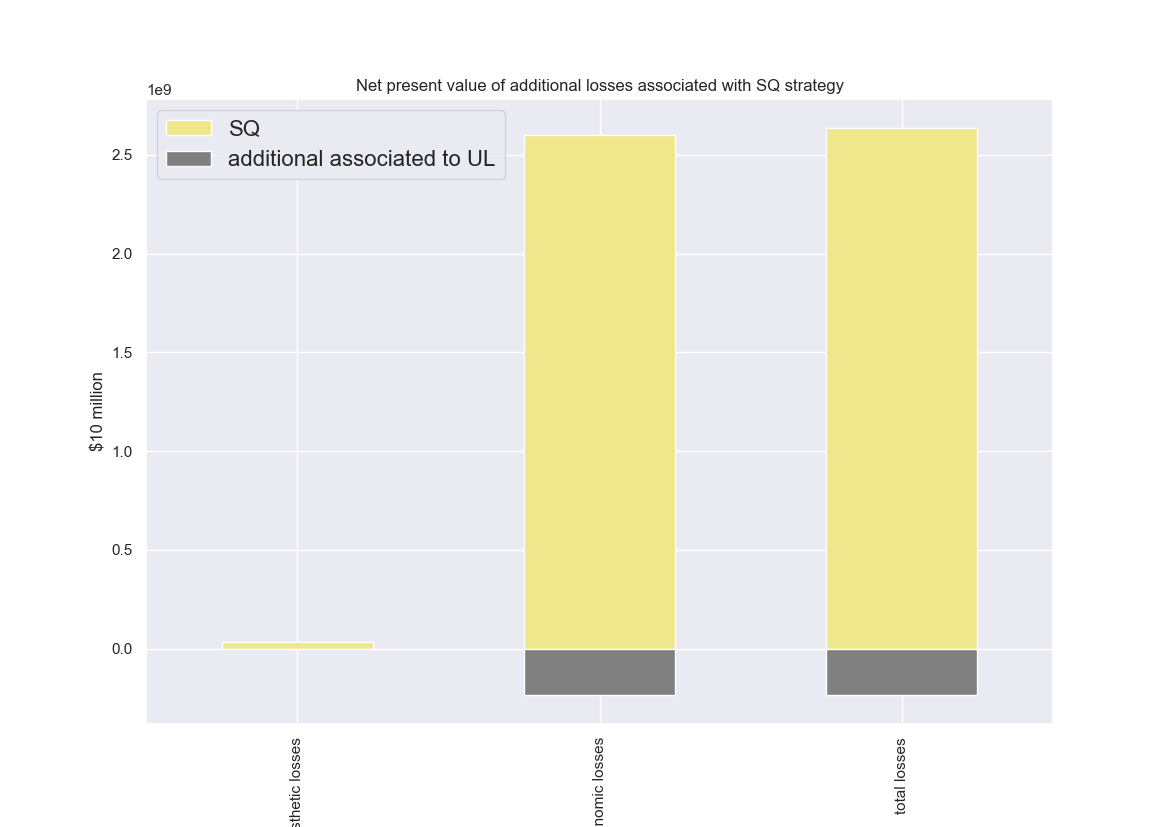 Net present value of additional losses associated with SQ strategy
1e9
SQ
additional associated to UL
2.5
2.0
1.5
1.0
0.5
0.0
$10 million
sthetic losses
nomic losses
total losses